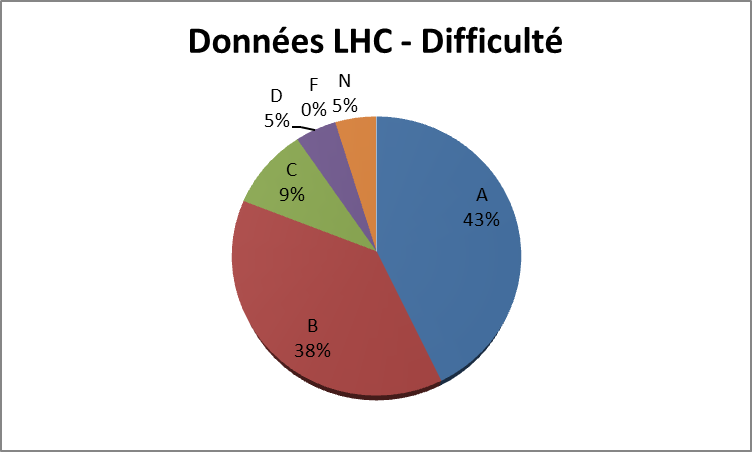 Données LHC - Difficulté
A
43%
B
38%
C
9%
D
5%
F
0%
N
5%